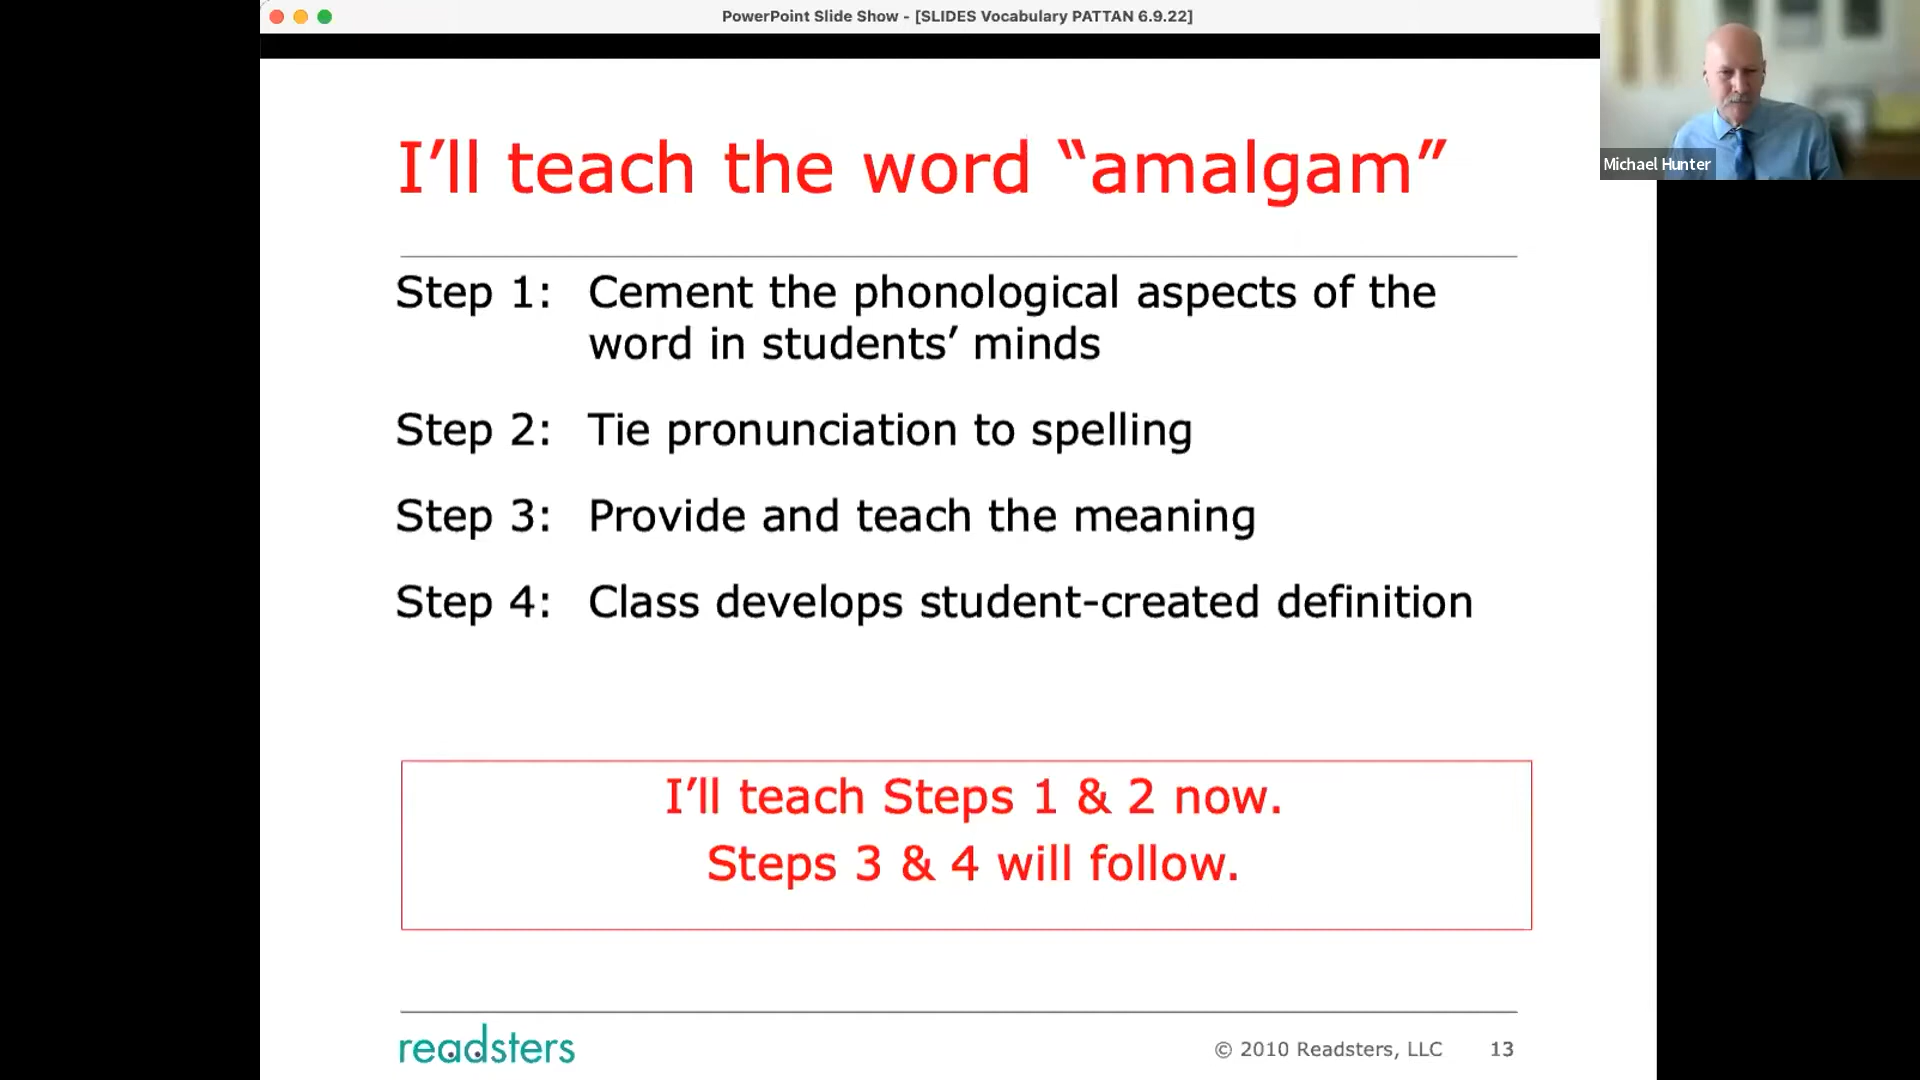 PowerPoint Slide Show - [SLIDES Vocabulary PATTAN 6.9.22]
Michael Hunter
I’ll teach the word “amalgam”
Step 1: Cement the phonological aspects of the
word in students’ minds
Step 2: Tie pronunciation to spelling
Step 3: Provide and teach the meaning
Step 4: Class develops student-created definition
I’ll teach Steps 1 & 2 now.
Steps 3 & 4 will follow.
readsters
© 2010 Readsters, LLC 13